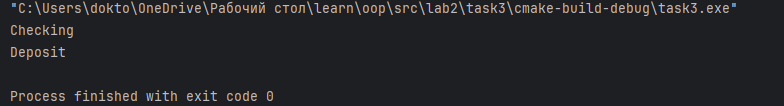 "C:\Users\dokto\OneDrive\Рабочий стол\learn\oop\src\lab2\task3\cmake-build-debug\task3.exe"
Checking
Deposit
Process finished with exit code 0